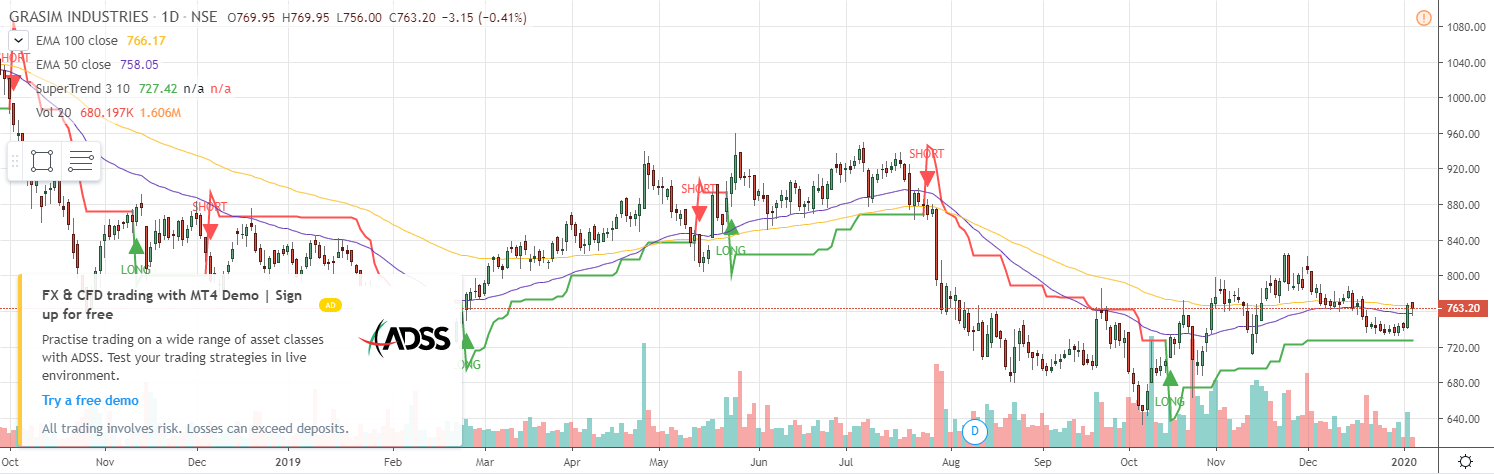 GRASIM INDUSTRIES · 1D · NSE O769.95 H769.95 L756.00 C763.20 −3.15 (−0.41%)
EMA 100 close 766.17
EMA 50 close 758.05
SuperTrend 3 10 727.42 n/a n/a
Vol 20 680.197K 1.606M
SHORT
SHORT
SHORT
SHORT
LONG
LONG
LONG
1080.00
1040.00
1000.00
960.00
920.00
880.00
840.00
800.00
763.20
720.00
680.00
640.00
FX & CFD trading with MT4 Demo | Sign
up for free
AD
Practise trading on a wide range of asset classes
with ADSS. Test your trading strategies in live
environment.
Try a free demo
All trading involves risk. Losses can exceed deposits.
ADSS
D
Oct Nov Dec 2019 Feb Mar Apr May Jun Jul Aug Sep Oct Nov Dec 2020